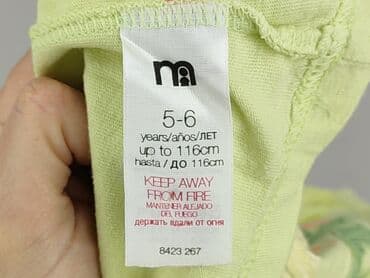 m
5-6
years/años/ЛЕТ
up to 116cm
hasta/ДО 116cm
KEEP AWAY
FROM FIRE
MANTENER ALEJADO
DEL FUEGO
держать вдали от огня
8423 267